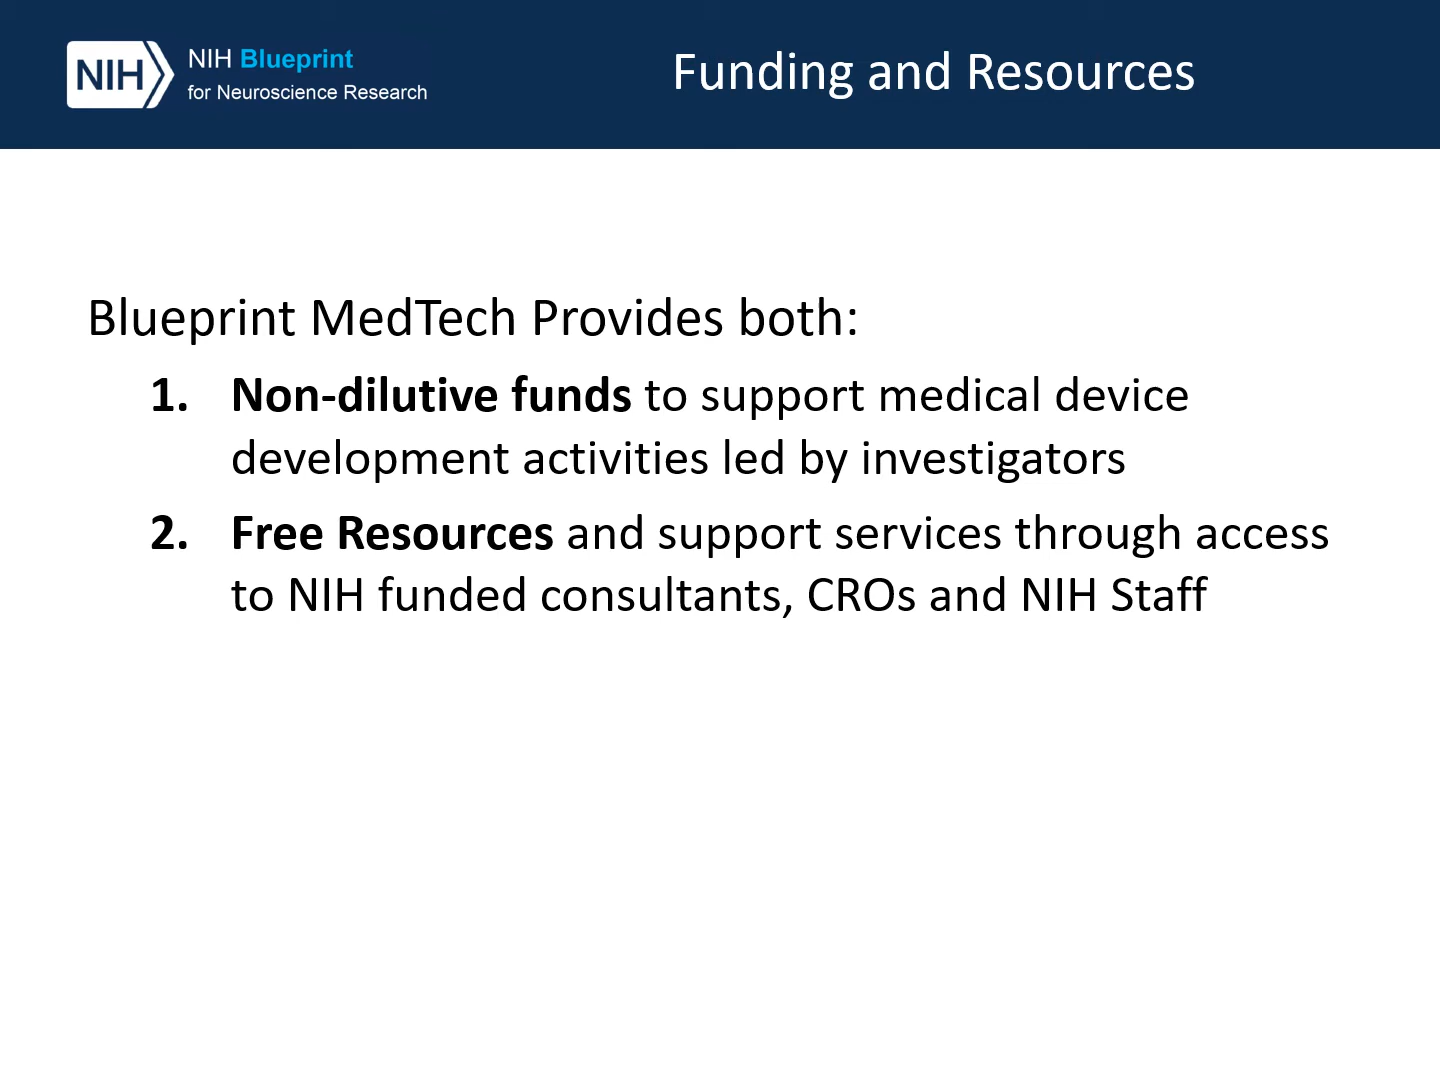 NIH
NIH Blueprint
for Neuroscience Research
Funding and Resources
Blueprint MedTech Provides both:
1. Non-dilutive funds to support medical device
development activities led by investigators
2. Free Resources and support services through access
to NIH funded consultants, CROs and NIH Staff